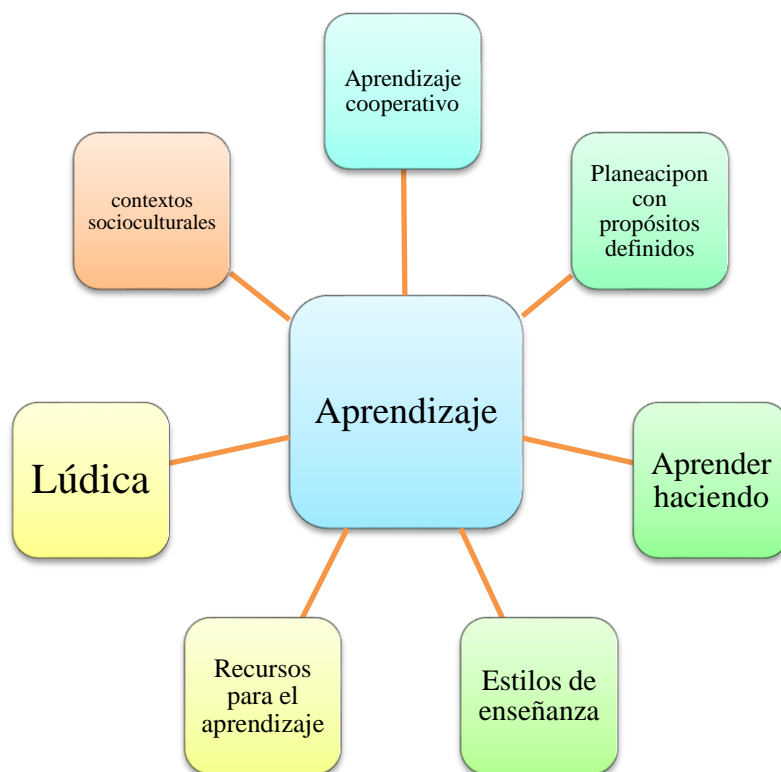 Aprendizaje
cooperativo
Planeacipon
con
propósitos
definidos
contextos
socioculturales
Aprendizaje
Lúdica
Aprender
haciendo
Recursos
para el
aprendizaje
Estilos de
enseñanza